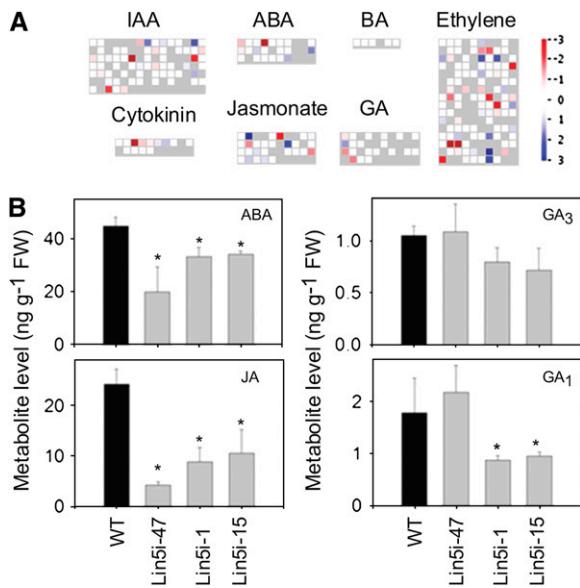 A
IAA
ABA
BA
Ethylene
Cytokinin
Jasmonate
GA
3
2
1
0
1
2
3
B
Metabolite level (ng g-1 FW)
ABA
40
20
0
* * *
JA
20
10
0
* * *
WT
Lin5i-47
Lin5i-1
Lin5i-15
Metabolite level (ng g-1 FW)
GA3
1.0
0.5
0.0
GA1
2
1
0
* *
WT
Lin5i-47
Lin5i-1
Lin5i-15